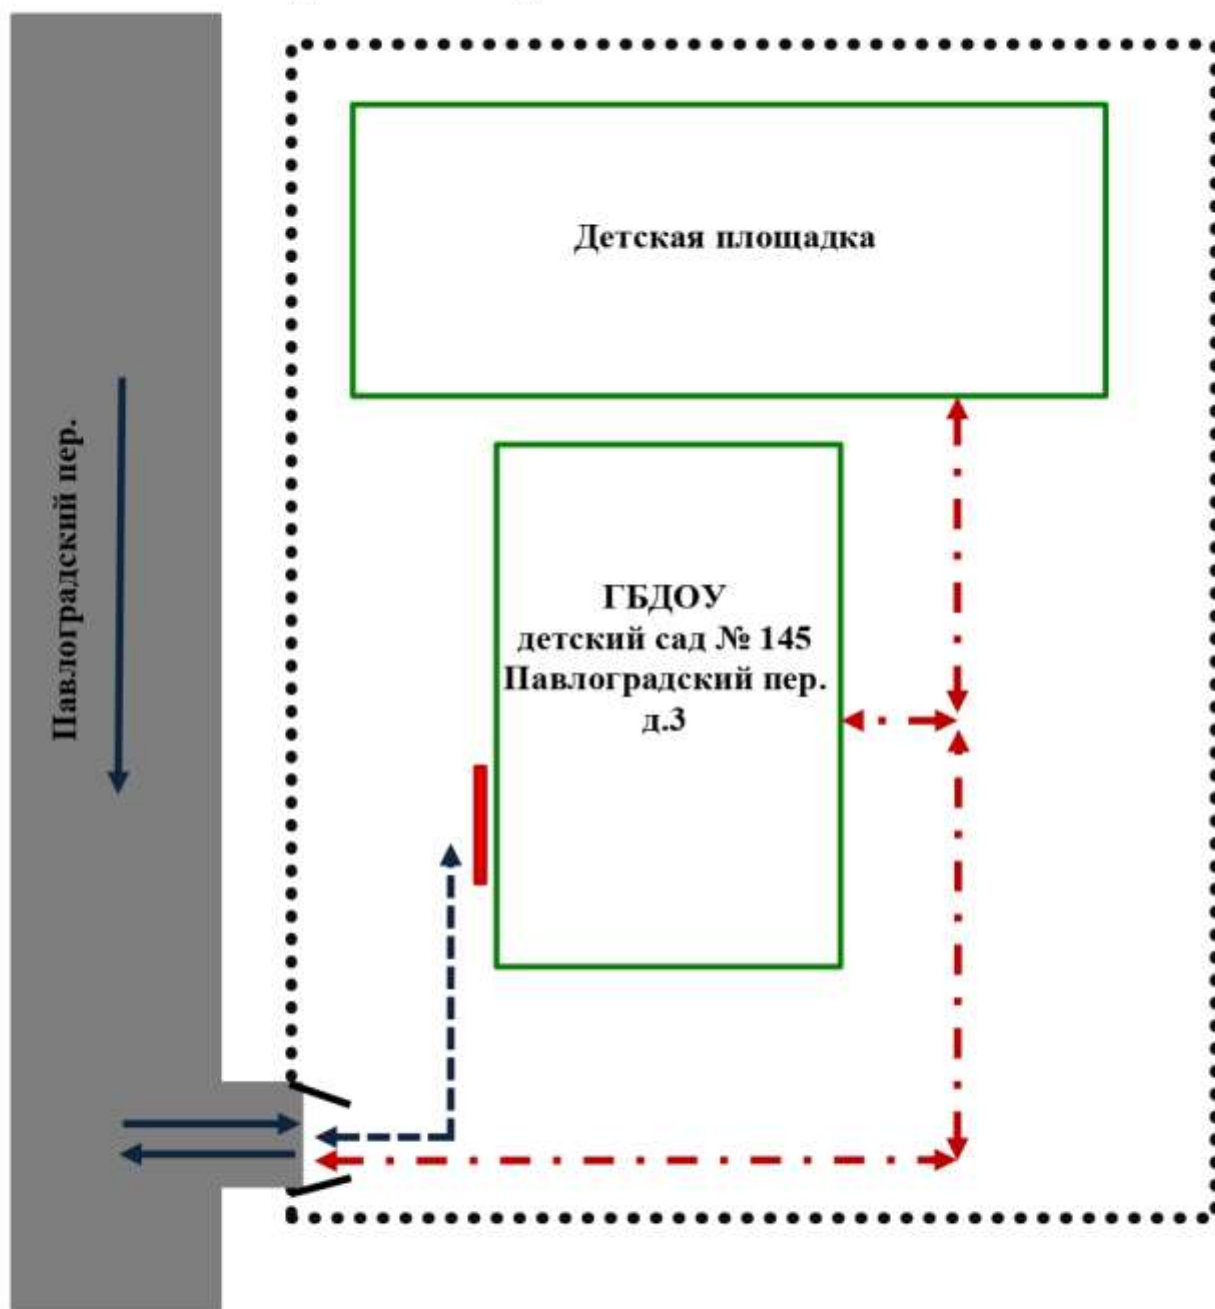 Детская площадка
Павлоградский пер.
ГБДОУ
детский сад № 145
Павлоградский пер.
д.3